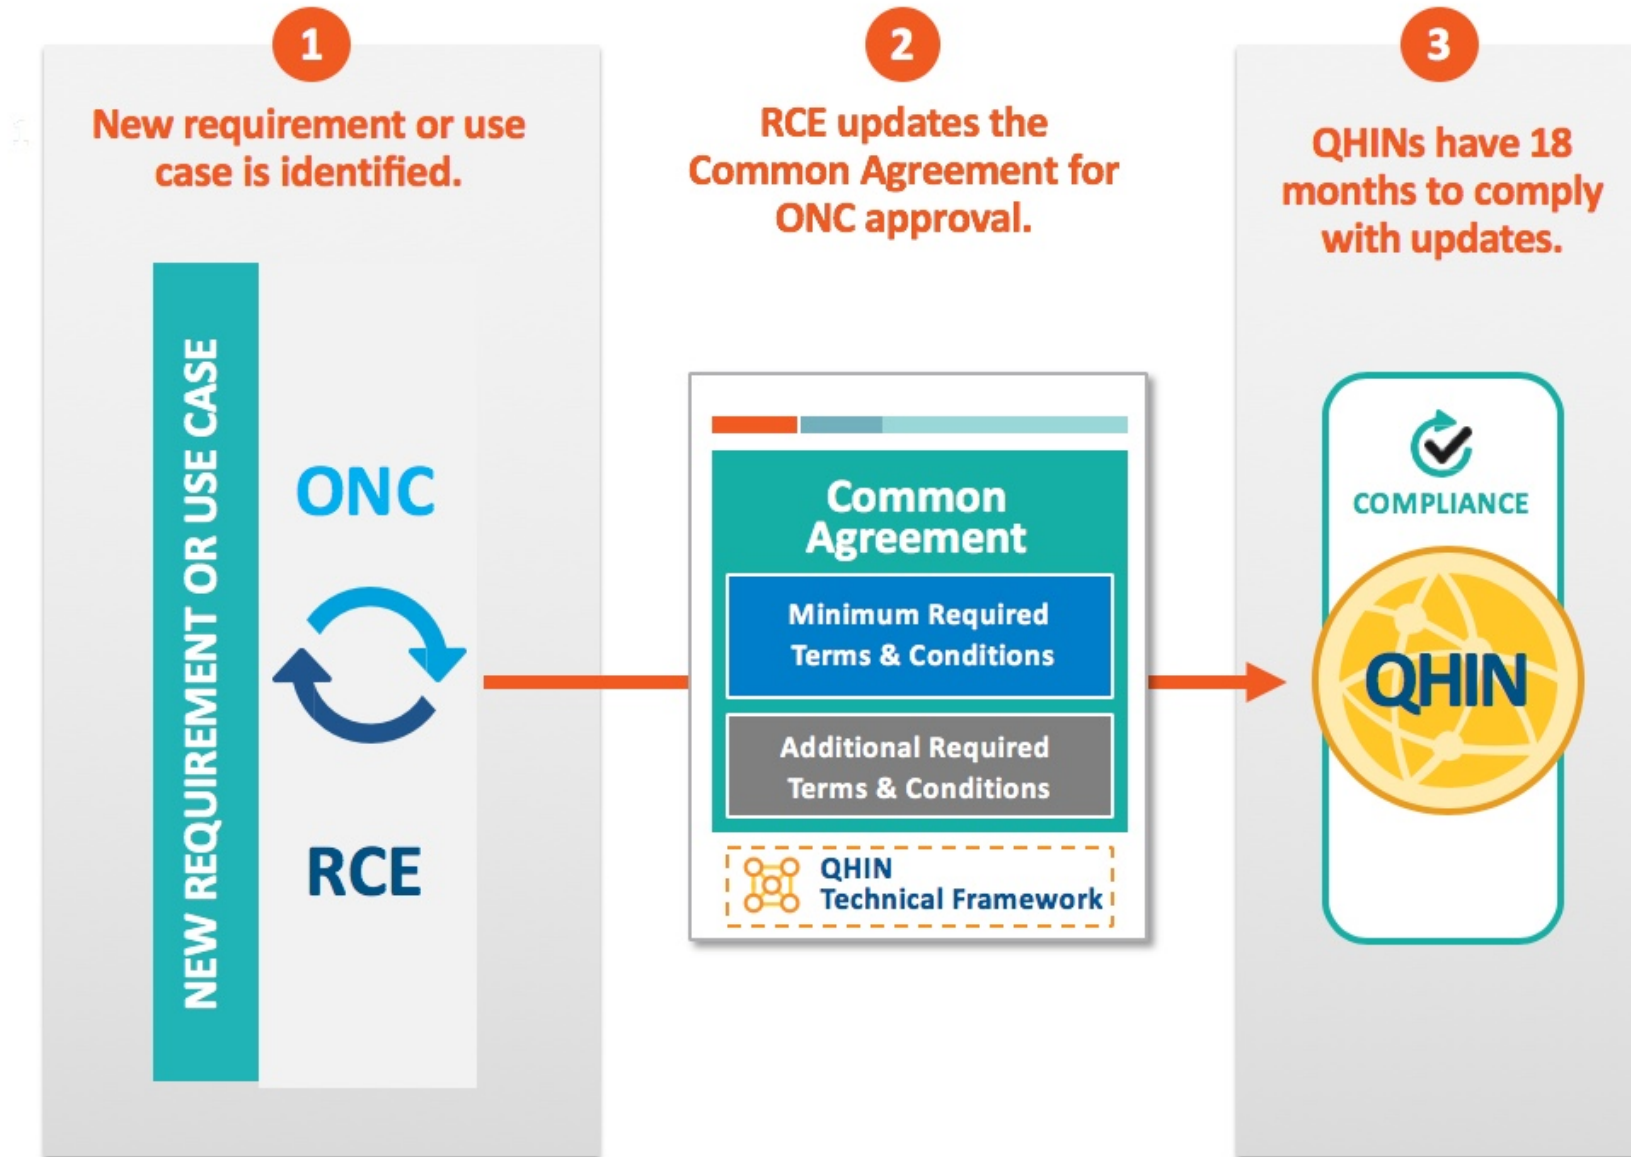 1
New requirement or use
case is identified.
NEW REQUIREMENT OR USE CASE
ONC
RCE
2
RCE updates the
Common Agreement for
ONC approval.
Common
Agreement
Minimum Required
Terms & Conditions
Additional Required
Terms & Conditions
QHIN
Technical Framework
3
QHINs have 18
months to comply
with updates.
COMPLIANCE
QHIN